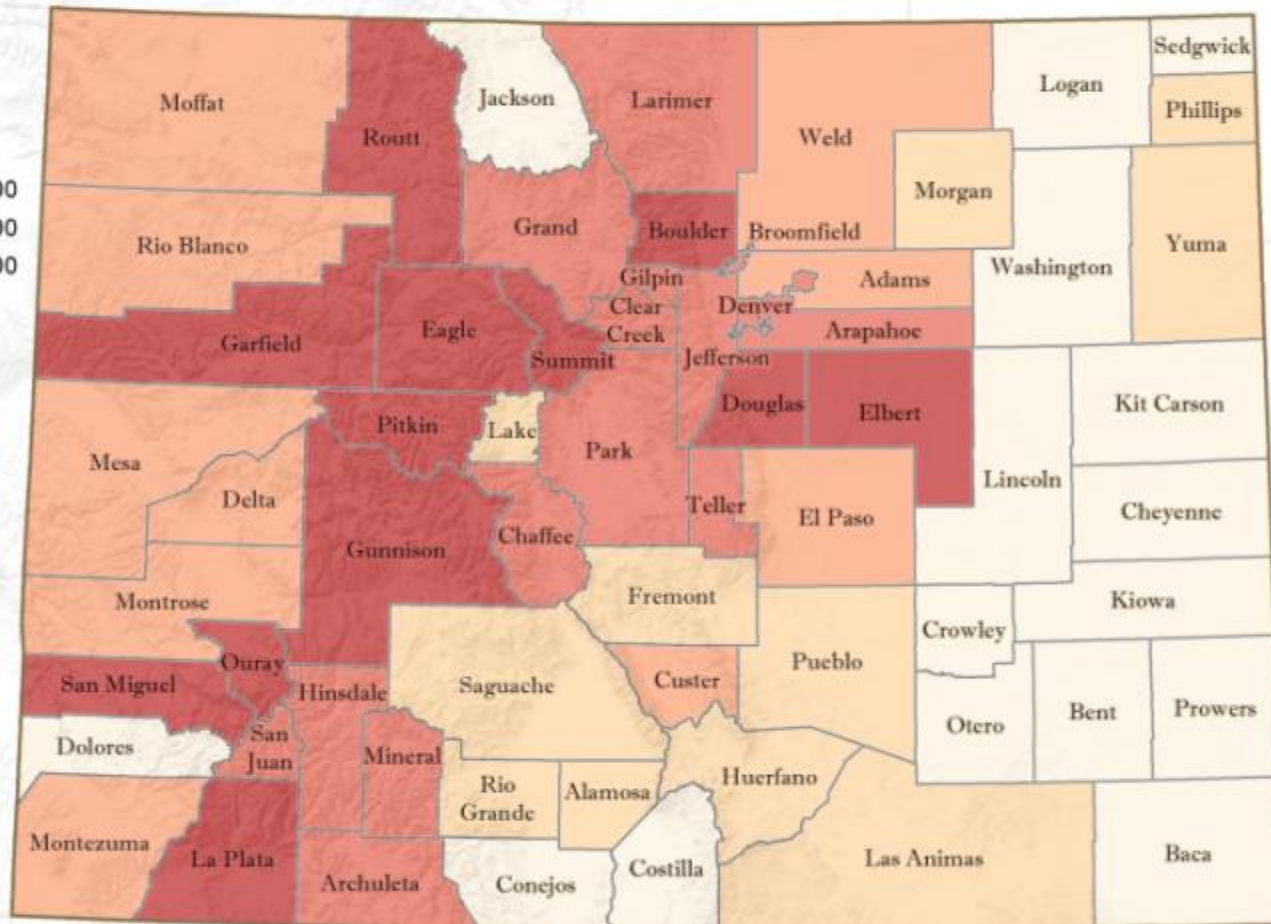 Sedgwick
Logan
Jackson
Larimer
Moffat
Phillips
Routt
Weld
00
Morgan
00
Grand
Boulder
Broomfield
Rio Blanco
Yuma
00
Gilpin
Washington
Adams
Clear
Creek
Denver
Eagle
Garfield
Arapahoe
Summit
Jefferson
Douglas
Elbert
Kit Carson
Pitkin
Lake
Park
Mesa
Lincoln
Delta
Teller
El Paso
Cheyenne
Chaffee
Gunnison
Fremont
Montrose
Kiowa
Crowley
Ouray
Pueblo
San Miguel
Hinsdale
Saguache
Custer
Prowers
Bent
Otero
San
Juan
Dolores
Mineral
Huerfano
Rio
Grande
Alamosa
Montezuma
La Plata
Archuleta
Conejos
Costilla
Las Animas
Baca